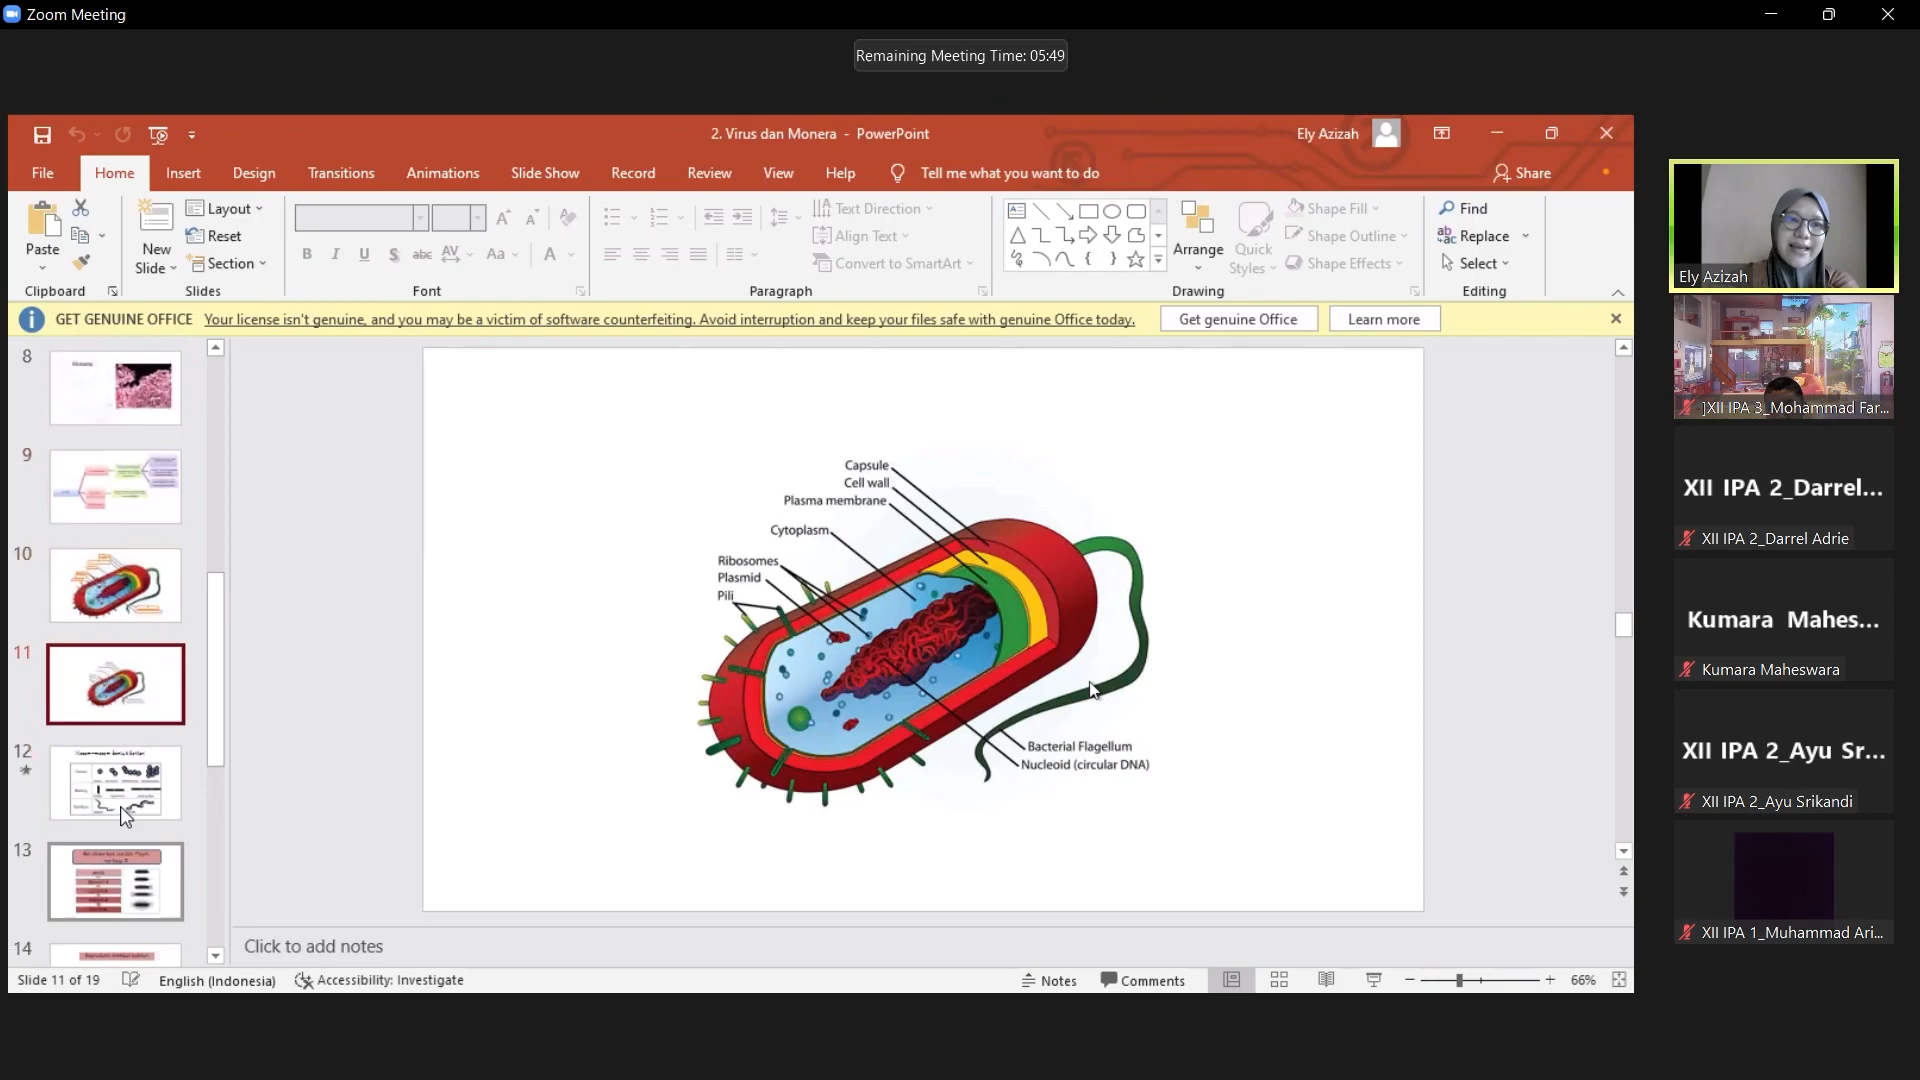 Zoom Meeting
Remaining Meeting Time: 05:49
2. Virus dan Monera - PowerPoint
Ely Azizah
File Home Insert Design Transitions Animations Slide Show Record Review View Help Tell me what you want to do Share
Paste
Clipboard
New Slide
Layout
Reset
Section
Slides
B I U S abc AV Aa A
Font
Text Direction
Align Text
Convert to SmartArt
Paragraph
Arrange
Quick Styles
Shape Fill
Shape Outline
Shape Effects
Drawing
Find
Replace
Select
Editing
GET GENUINE OFFICE Your license isn't genuine, and you may be a victim of software counterfeiting. Avoid interruption and keep your files safe with genuine Office today. Get genuine Office Learn more
8
9
10
11
12
13
14
Capsule
Cell wall
Plasma membrane
Cytoplasm
Ribosomes
Plasmid
Pili
Bacterial Flagellum
Nucleoid (circular DNA)
Click to add notes
Slide 11 of 19 English (Indonesia) Accessibility: Investigate Notes Comments 66%
Ely Azizah
]XII IPA 3_Mohammad Far...
XII IPA 2_Darrel...
XII IPA 2_Darrel Adrie
Kumara Mahes...
Kumara Maheswara
XII IPA 2_Ayu Sr...
XII IPA 2_Ayu Srikandi
XII IPA 1_Muhammad Ari...